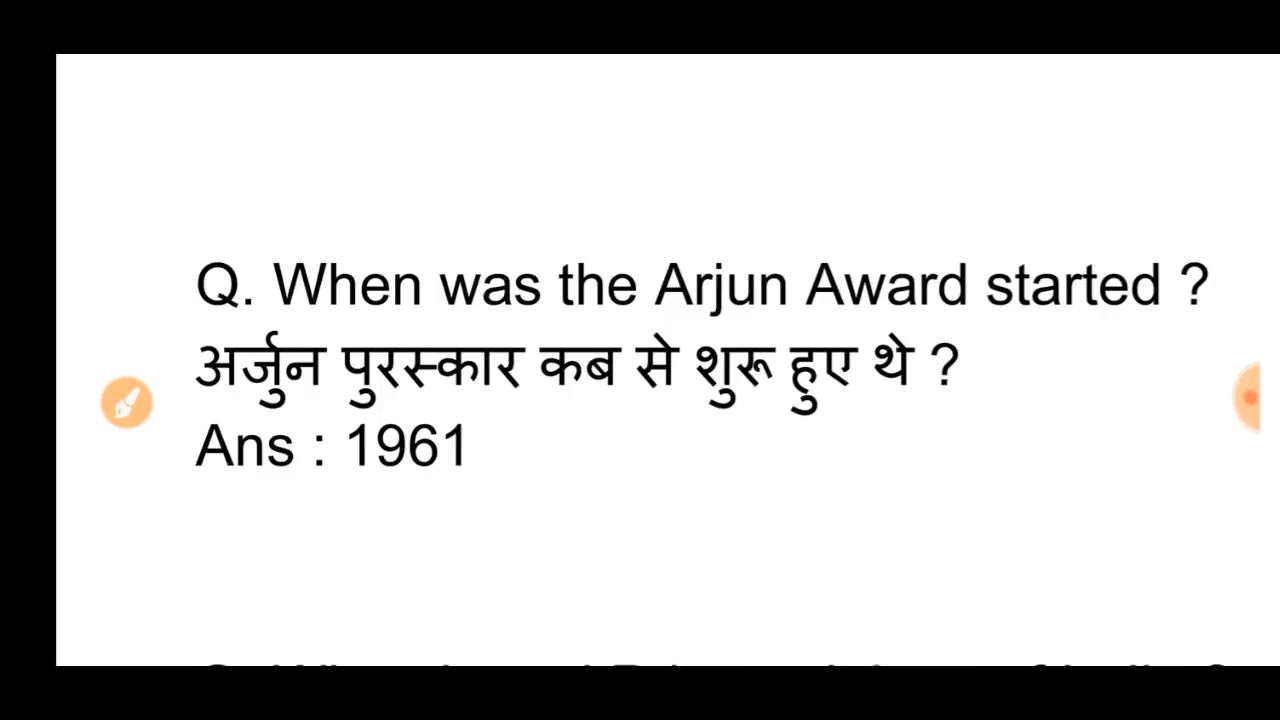 Q. When was the Arjun Award started ?
अर्जुन पुरस्कार कब से शुरू हुए थे ?
Ans : 1961